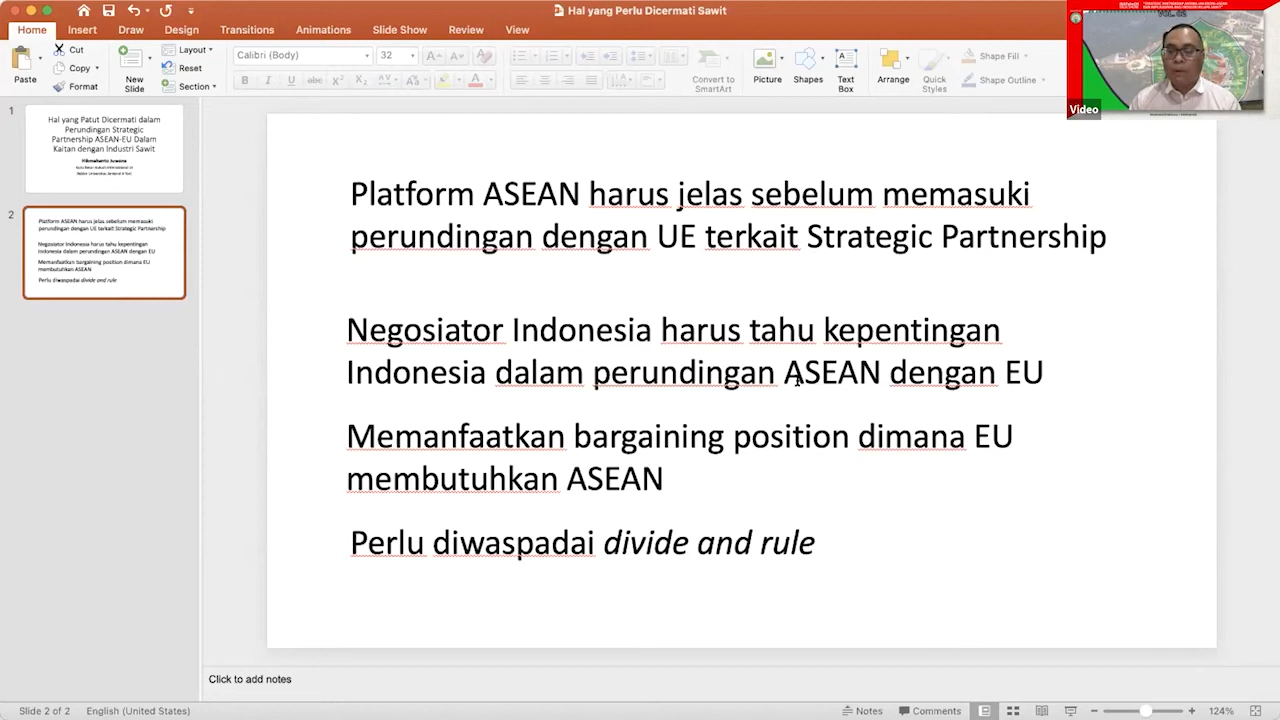 Hal yang Perlu Dicermati Sawit
Home
Insert
Draw
Design
Transitions
Animations
Slide Show
Review
View
Paste
Cut
Copy
Format
New
Slide
Layout
Reset
Section
Calibri (Body)
32
Convert to
SmartArt
Picture
Shapes
Text
Box
Arrange
Quick
Styles
Shape Fill
Shape Outline
Video
1
Hal yang Patut Dicermati dalam
Perundingan Strategic
Partnership ASEAN-EU Dalam
Kaitan dengan Industri Sawit
Hikmahanto Juwana
2
Platform ASEAN harus jelas sebelum memasuki
perundingan dengan UE terkait Strategic Partnership
Negosiator Indonesia harus tahu kepentingan
Indonesia dalam perundingan ASEAN dengan EU
Memanfaatkan bargaining position dimana EU
membutuhkan ASEAN
Perlu diwaspadai divide and rule
Platform ASEAN harus jelas sebelum memasuki
perundingan dengan UE terkait Strategic Partnership
Negosiator Indonesia harus tahu kepentingan
Indonesia dalam perundingan ASEAN dengan EU
Memanfaatkan bargaining position dimana EU
membutuhkan ASEAN
Perlu diwaspadai divide and rule
Click to add notes
Slide 2 of 2
English (United States)
Notes
Comments
124%